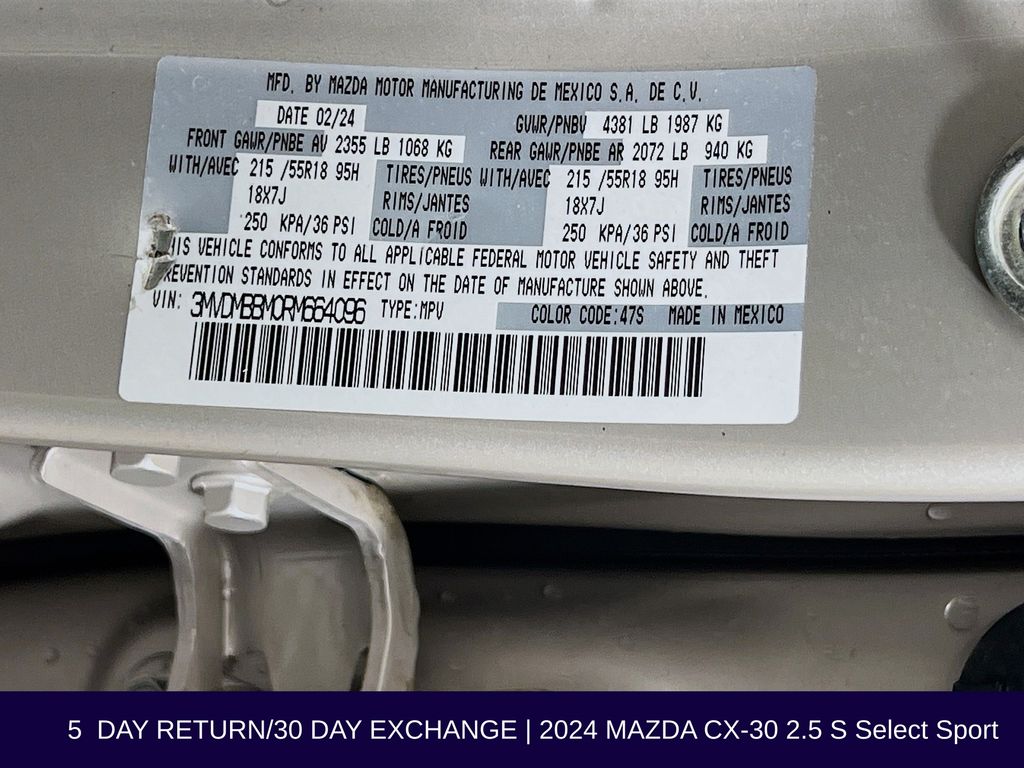 MFD. BY MAZDA MOTOR MANUFACTURING DE MEXICO S.A. DE C.V.
DATE 02/24 GVWR/PNBV 4381 LB 1987 KG
FRONT GAWR/PNBE AV 2355 LB 1068 KG REAR GAWR/PNBE AR 2072 LB 940 KG
WITH/AVEC 215 /55R18 95H TIRES/PNEUS WITH/AVEC 215 /55R18 95H TIRES/PNEUS
18X7J RIMS/JANTES 18X7J RIMS/JANTES
250 KPA/36 PSI COLD/A FROID 250 KPA/36 PSI COLD/A FROID
VEHICLE CONFORMS TO ALL APPLICABLE FEDERAL MOTOR VEHICLE SAFETY AND THEFT
STANDARDS IN EFFECT ON THE DATE OF MANUFACTURE SHOWN ABOVE.
VIN: 3MVDMBBM0RM664096 TYPE:MPV COLOR CODE:47S MADE IN MEXICO
5 DAY RETURN/30 DAY EXCHANGE | 2024 MAZDA CX-30 2.5 S Select Sport